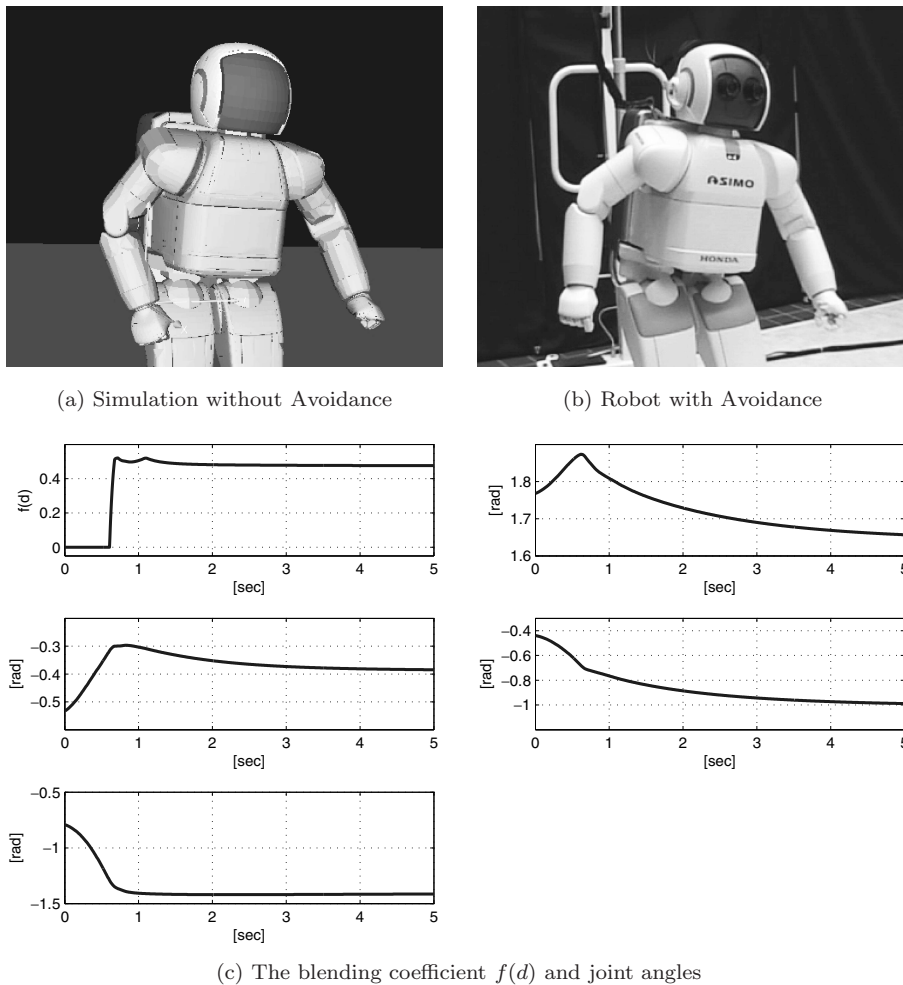 ASIMO
HONDA
(a) Simulation without Avoidance
(b) Robot with Avoidance
f(d)
0.4
0.2
0
0 1 2 3 4 5
[sec]
[rad]
1.8
1.7
1.6
0 1 2 3 4 5
[sec]
[rad]
−0.3
−0.4
−0.5
0 1 2 3 4 5
[sec]
[rad]
−0.4
−0.6
−0.8
−1
0 1 2 3 4 5
[sec]
[rad]
−0.5
−1
−1.5
0 1 2 3 4 5
[sec]
(c) The blending coefficient f(d) and joint angles